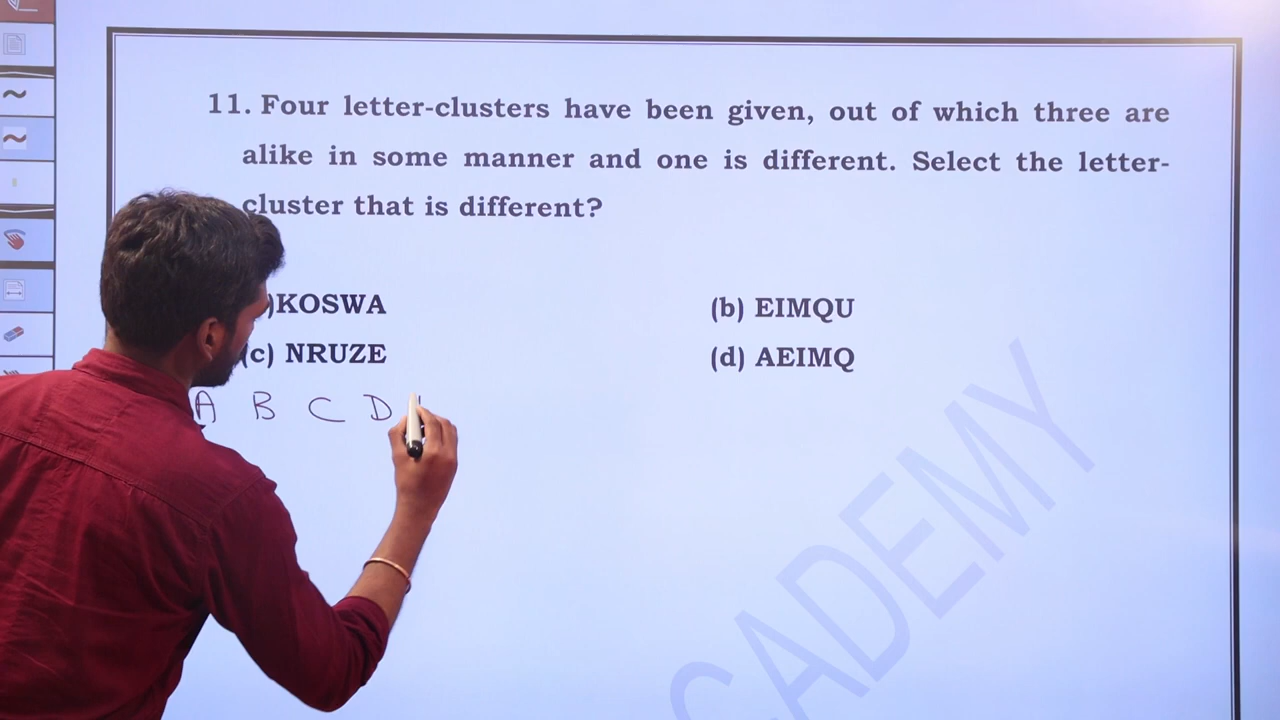 11. Four letter-clusters have been given, out of which three are
alike in some manner and one is different. Select the letter-
cluster that is different?
)KOSWA
(b) EIMQU
(c) NRUZE
(d) AEIMQ
A B C D
CADEMY